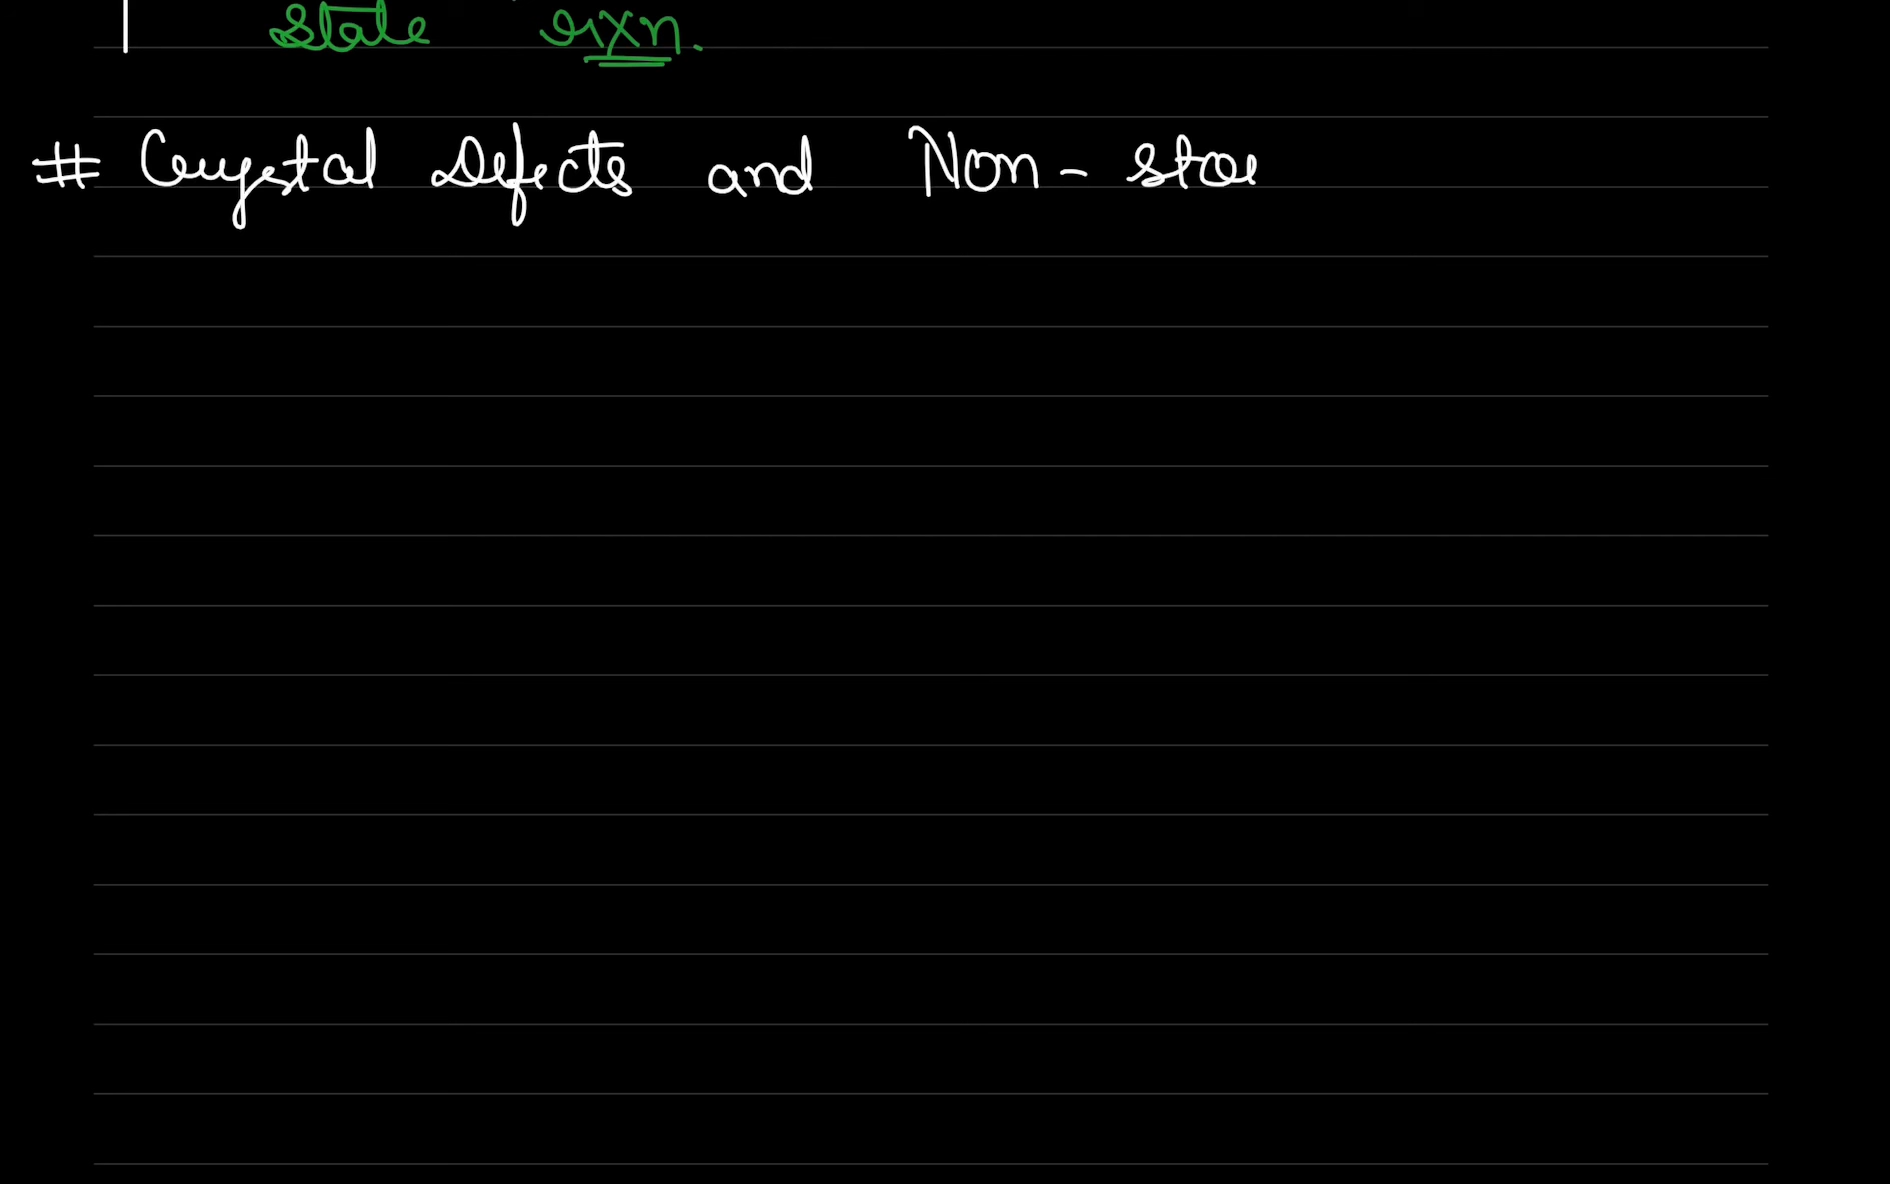 state rxn.
# Crystal Defects and Non - stoi